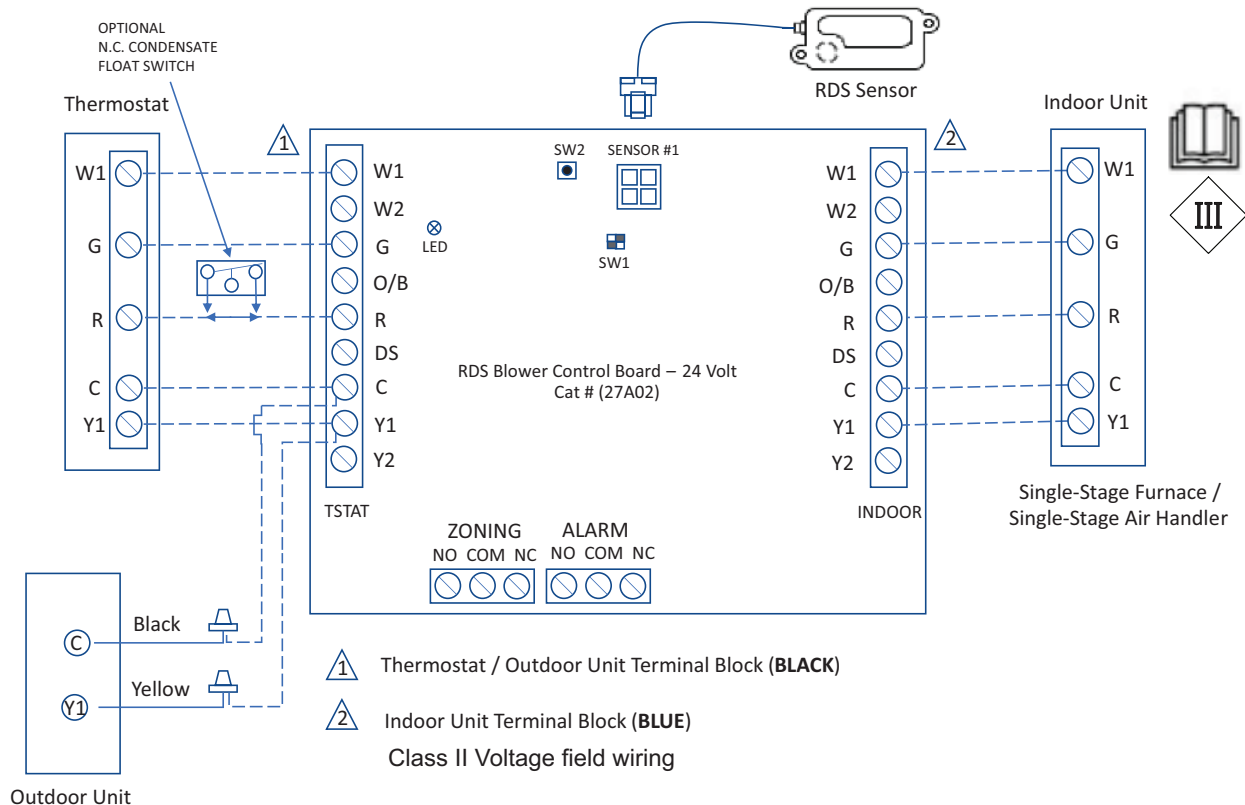 OPTIONAL
N.C. CONDENSATE
FLOAT SWITCH
RDS Sensor
Thermostat
Indoor Unit
1
2
SW2
SENSOR #1
W1
W1
W1
W1
W2
W2
III
G
G
LED
SW1
G
G
O/B
O/B
R
R
R
R
DS
DS
RDS Blower Control Board – 24 Volt
Cat # (27A02)
C
C
C
C
Y1
Y1
Y1
Y1
Y2
Y2
TSTAT
INDOOR
Single-Stage Furnace /
Single-Stage Air Handler
ZONING
NO COM NC
ALARM
NO COM NC
C
Black
Y1
Yellow
Outdoor Unit
1
Thermostat / Outdoor Unit Terminal Block (BLACK)
2
Indoor Unit Terminal Block (BLUE)
Class II Voltage field wiring